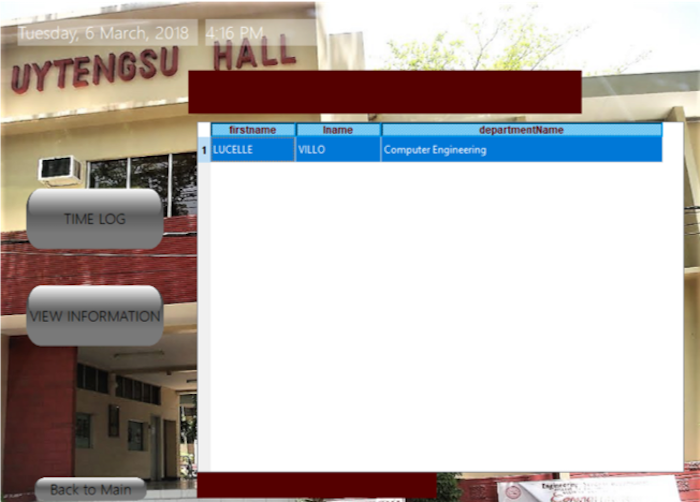 Tuesday, 6 March, 2018 4:16 PM
UYTENGSU HALL
firstname lname departmentName
1 LUCELLE VILLO Computer Engineering
TIME LOG
VIEW INFORMATION
Back to Main
Engineering